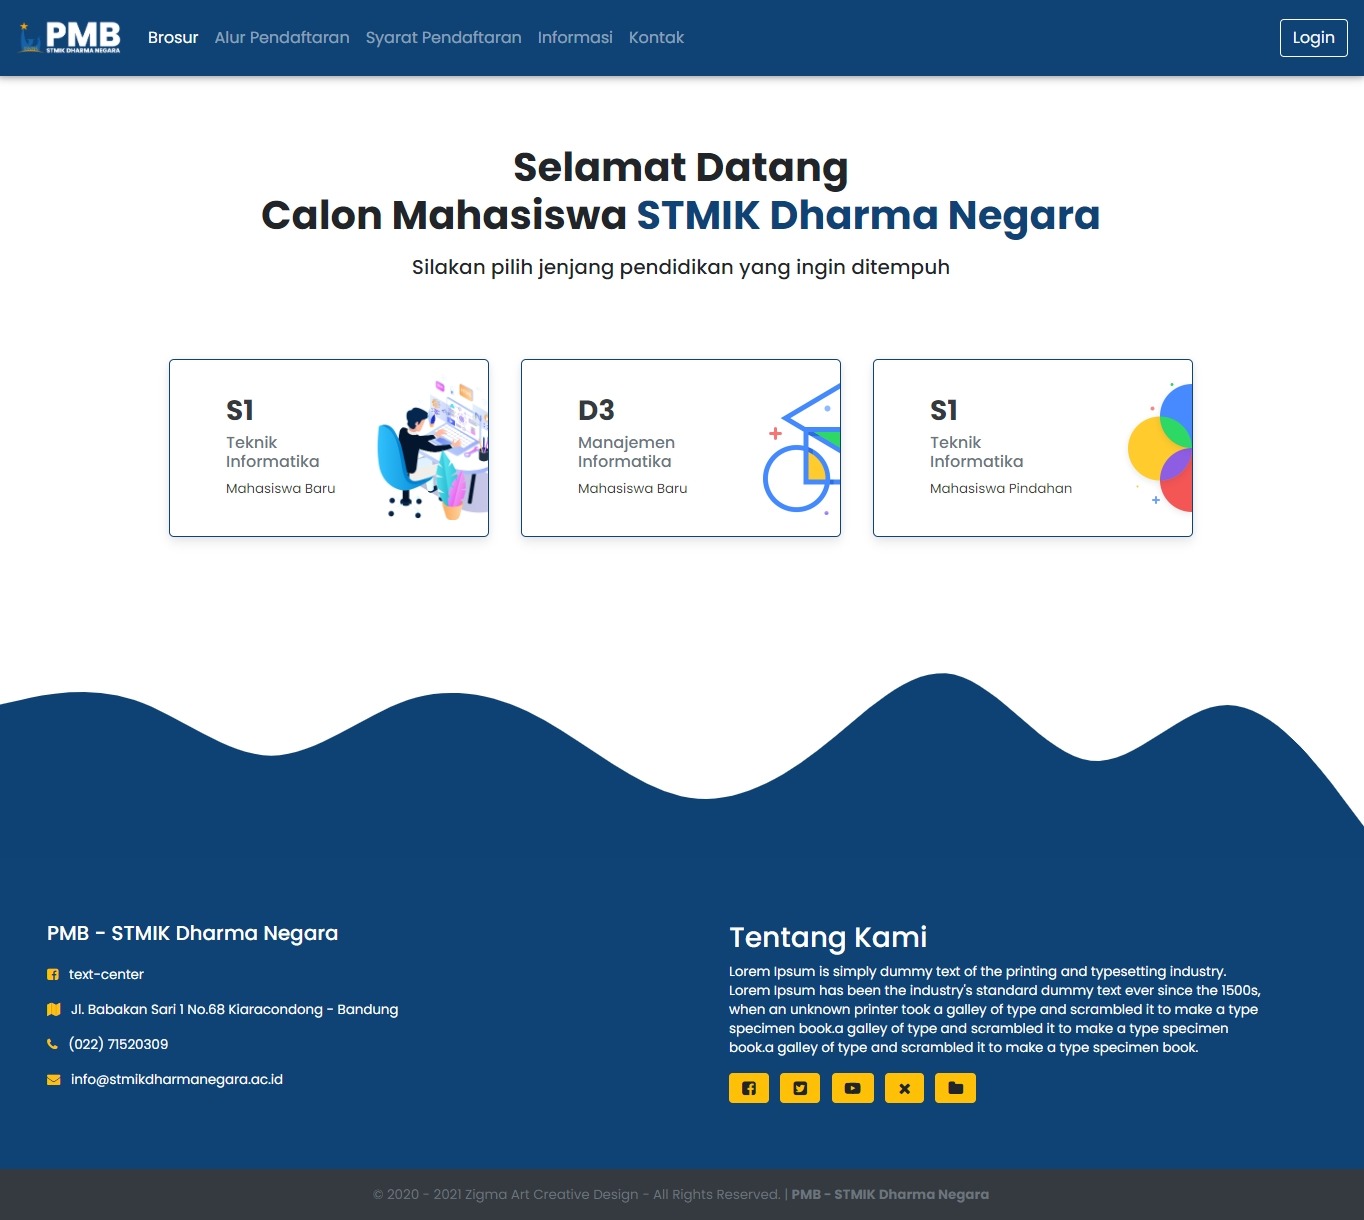 PMB
STMIK DHARMA NEGARA
Brosur Alur Pendaftaran Syarat Pendaftaran Informasi Kontak Login
Selamat Datang
Calon Mahasiswa STMIK Dharma Negara
Silakan pilih jenjang pendidikan yang ingin ditempuh
S1
Teknik
Informatika
Mahasiswa Baru
D3
Manajemen
Informatika
Mahasiswa Baru
S1
Teknik
Informatika
Mahasiswa Pindahan
PMB - STMIK Dharma Negara
text-center
Jl. Babakan Sari 1 No.68 Kiaracondong - Bandung
(022) 71520309
info@stmikdharmanegara.ac.id
Tentang Kami
Lorem Ipsum is simply dummy text of the printing and typesetting industry.
Lorem Ipsum has been the industry's standard dummy text ever since the 1500s,
when an unknown printer took a galley of type and scrambled it to make a type
specimen book.a galley of type and scrambled it to make a type specimen
book.a galley of type and scrambled it to make a type specimen book.
© 2020 - 2021 Zigma Art Creative Design - All Rights Reserved. | PMB - STMIK Dharma Negara